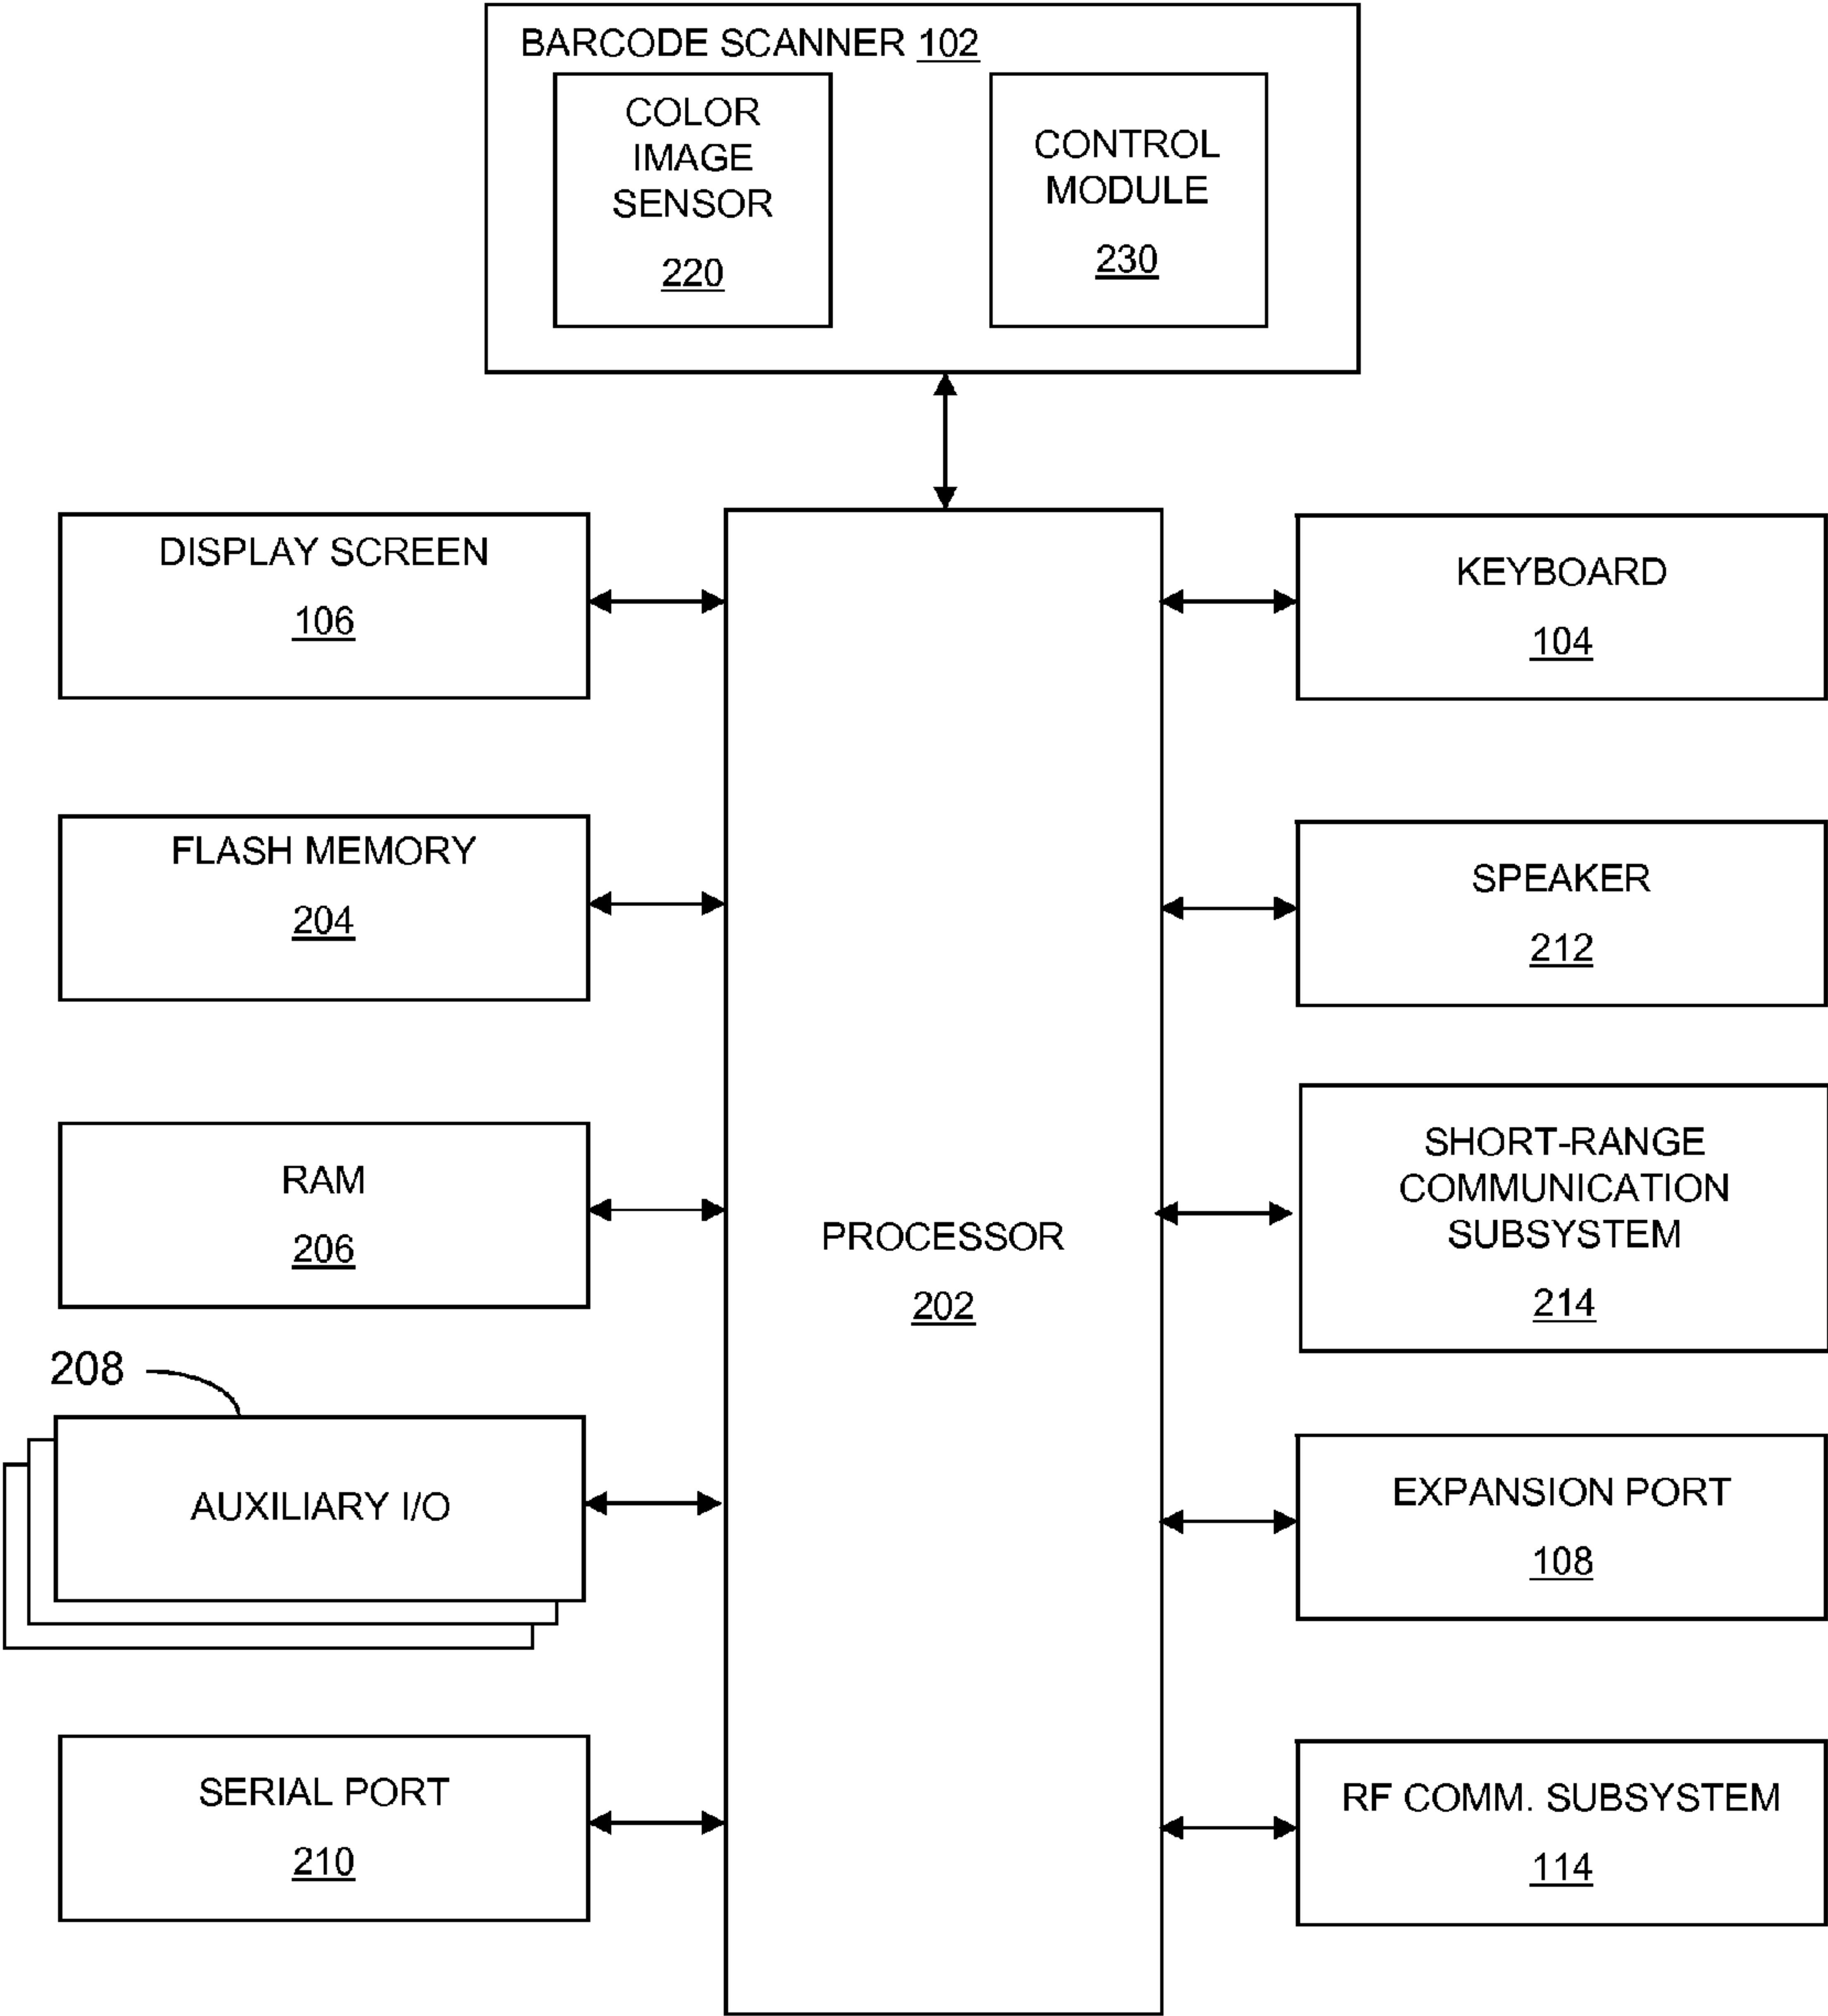 BARCODE SCANNER 102
COLOR
IMAGE
SENSOR
220
CONTROL
MODULE
230
DISPLAY SCREEN
106
FLASH MEMORY
204
RAM
206
208
AUXILIARY I/O
SERIAL PORT
210
PROCESSOR
202
KEYBOARD
104
SPEAKER
212
SHORT-RANGE
COMMUNICATION
SUBSYSTEM
214
EXPANSION PORT
108
RF COMM. SUBSYSTEM
114